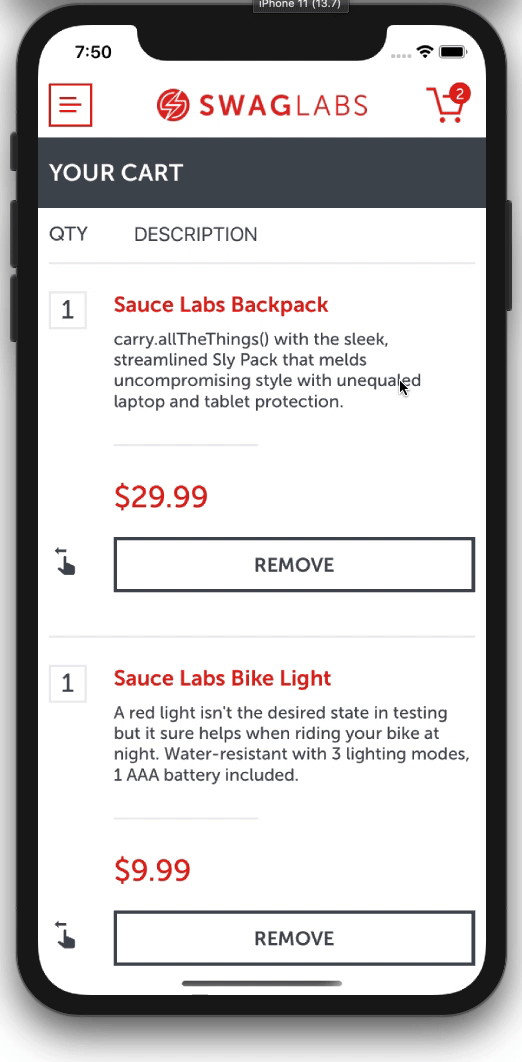 iPhone 11 (13.7)
7:50
SWAGLABS
2
YOUR CART
QTY DESCRIPTION
1
Sauce Labs Backpack
carry.allTheThings() with the sleek,
streamlined Sly Pack that melds
uncompromising style with unequaled
laptop and tablet protection.
$29.99
REMOVE
1
Sauce Labs Bike Light
A red light isn't the desired state in testing
but it sure helps when riding your bike at
night. Water-resistant with 3 lighting modes,
1 AAA battery included.
$9.99
REMOVE